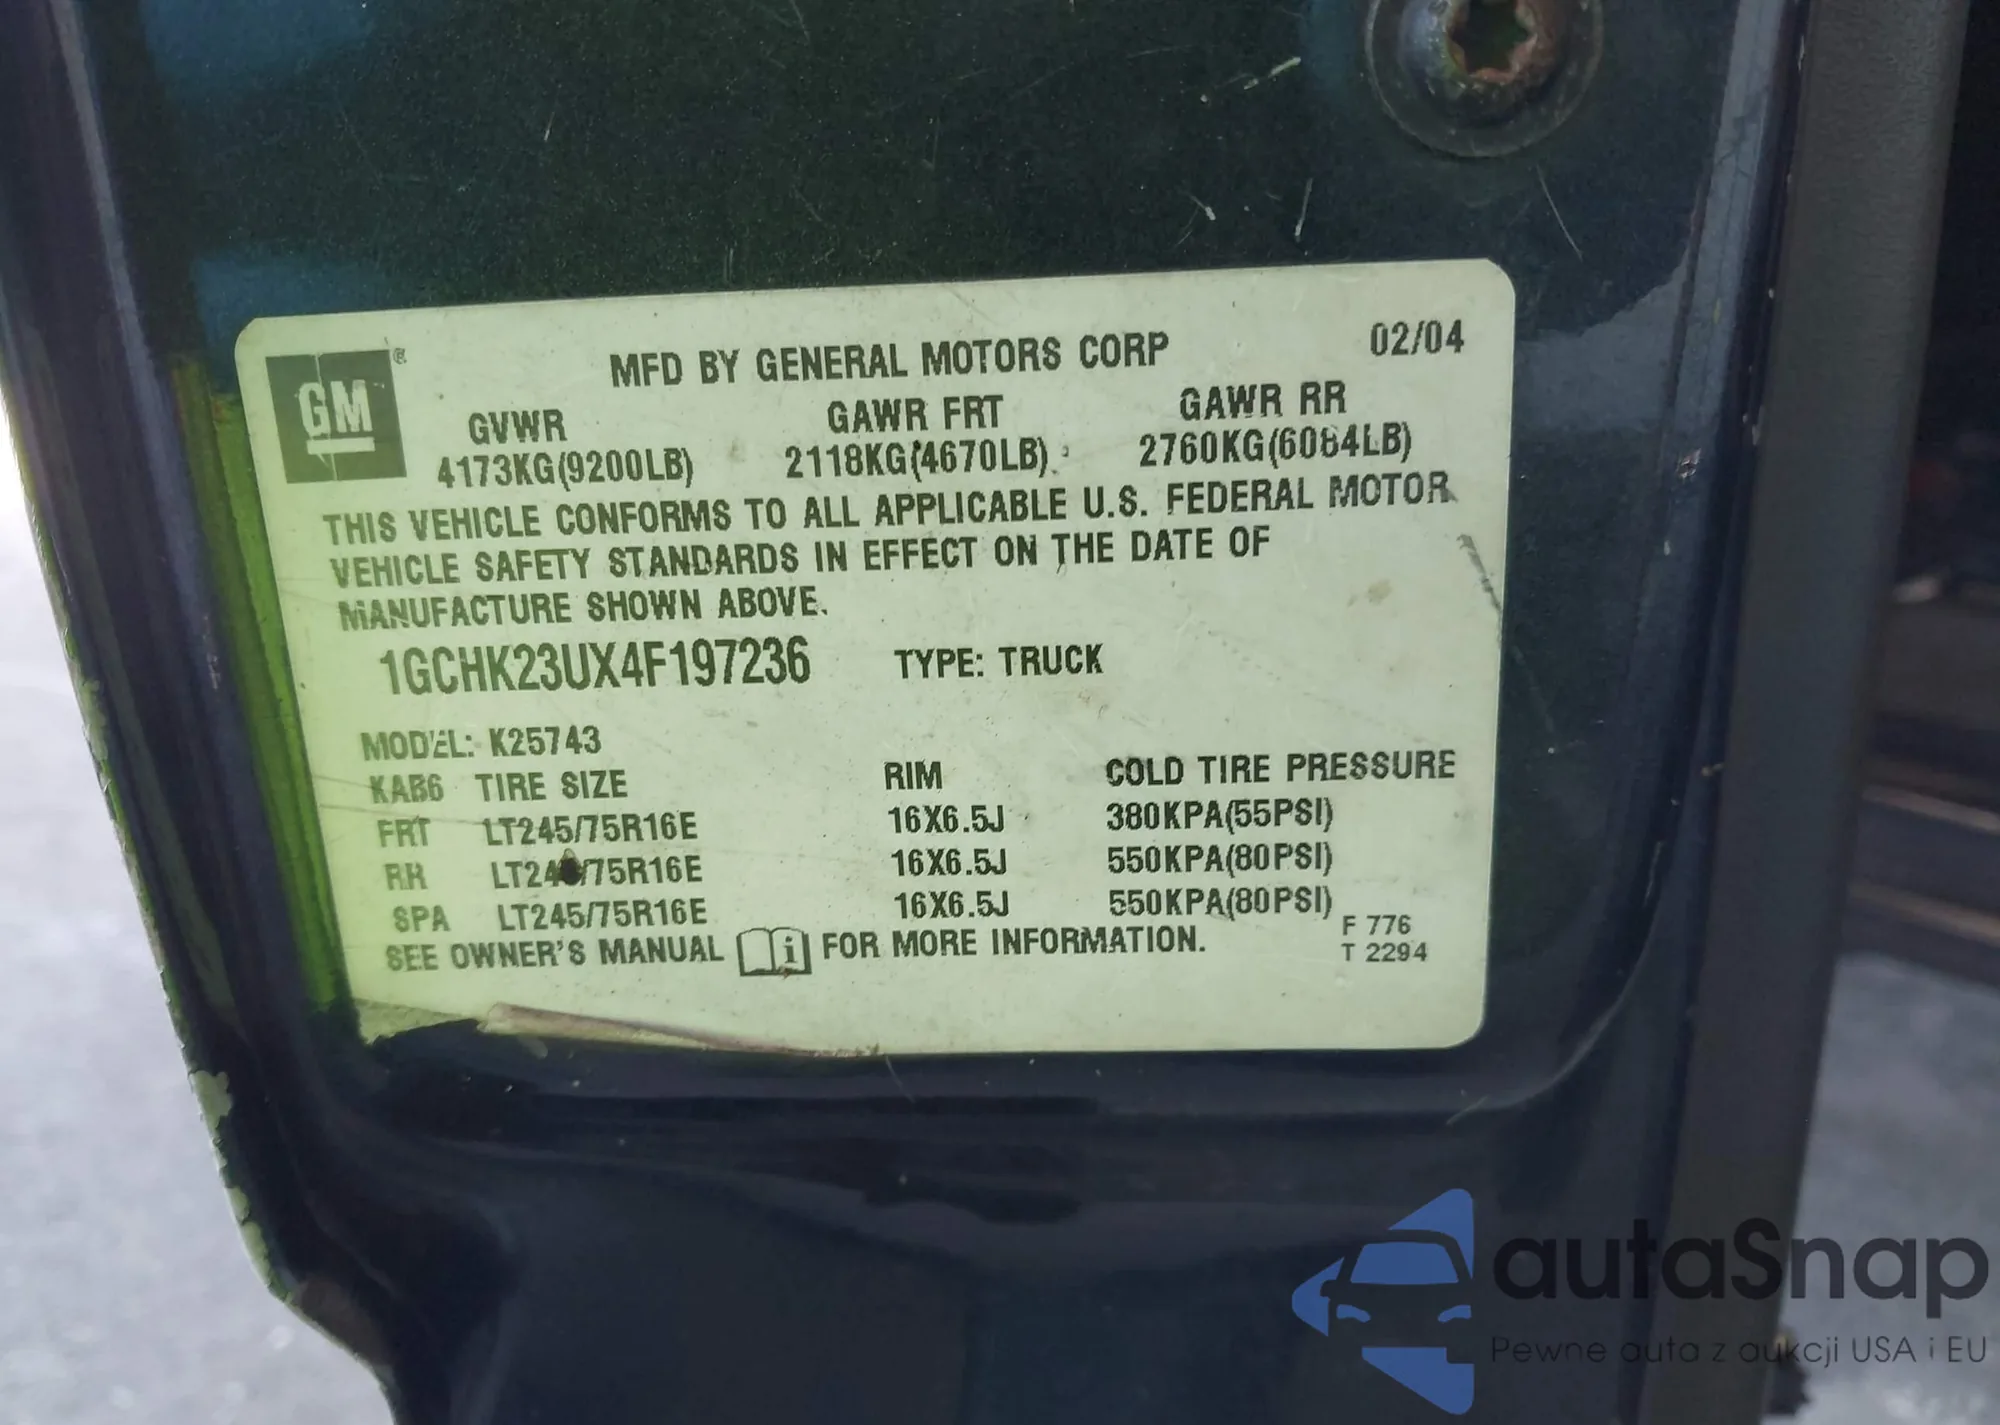 GM ®
MFD BY GENERAL MOTORS CORP 02/04
GVWR GAWR FRT GAWR RR
4173KG(9200LB) 2118KG(4670LB) 2760KG(6084LB)
THIS VEHICLE CONFORMS TO ALL APPLICABLE U.S. FEDERAL MOTOR
VEHICLE SAFETY STANDARDS IN EFFECT ON THE DATE OF
MANUFACTURE SHOWN ABOVE.
1GCHK23UX4F197236 TYPE: TRUCK
MODEL: K25743
KAB6 TIRE SIZE RIM COLD TIRE PRESSURE
FRT LT245/75R16E 16X6.5J 380KPA(55PSI)
RR LT245/75R16E 16X6.5J 550KPA(80PSI)
SPA LT245/75R16E 16X6.5J 550KPA(80PSI)
SEE OWNER'S MANUAL i FOR MORE INFORMATION.
F 776
T 2294
autaSnap
Pewne auta z aukcji USA i EU